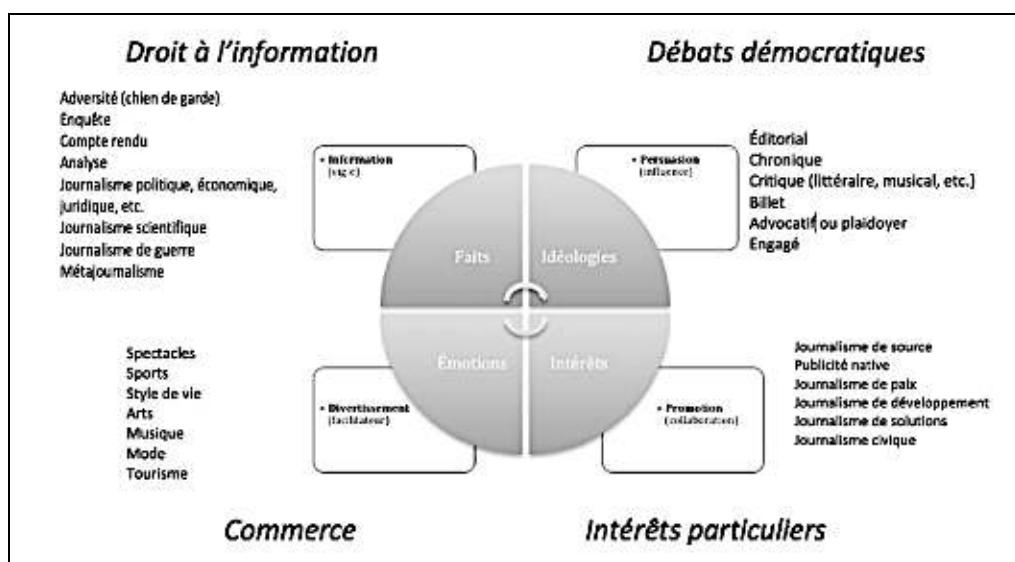 Droit à l'information
Adversité (chien de garde)
Enquête
Compte rendu
Analyse
Journalisme politique, économique,
juridique, etc.
Journalisme scientifique
Journalisme de guerre
Métajournalisme
• Information
Faits
Débats démocratiques
• Persuasion
(influence)
Idéologies
Éditorial
Chronique
Critique (littéraire, musical, etc.]
Billet
Advocatif ou plaidoyer
Engagé
Spectacles
Sports
Style de vie
Arts
Musique
Mode
Tourisme
• Divertissement
(facilitateur)
Émotions
Commerce
Intérêts
• Promotion
(collaboration)
Journalisme de source
Publicité native
Journalisme de paix
Journalisme de développement
Journalisme de solutions
Journalisme civique
Intérêts particuliers